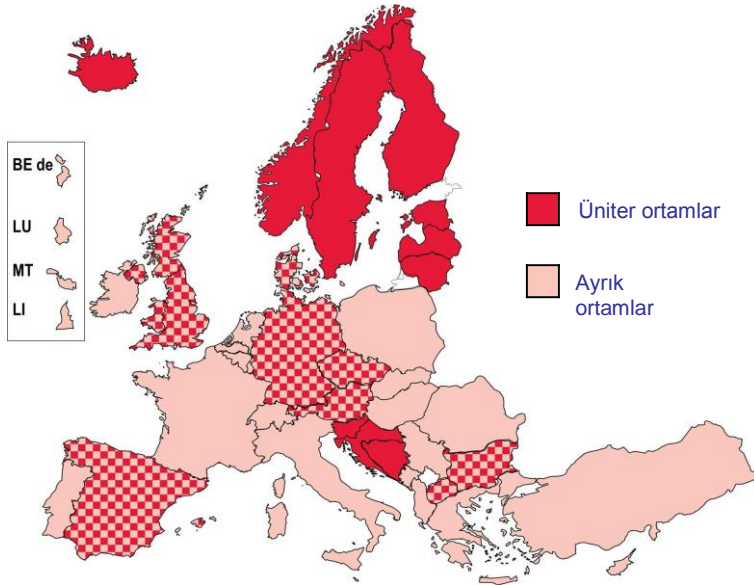 BE de
LU
MT
LI
Üniter ortamlar
Ayrık
ortamlar